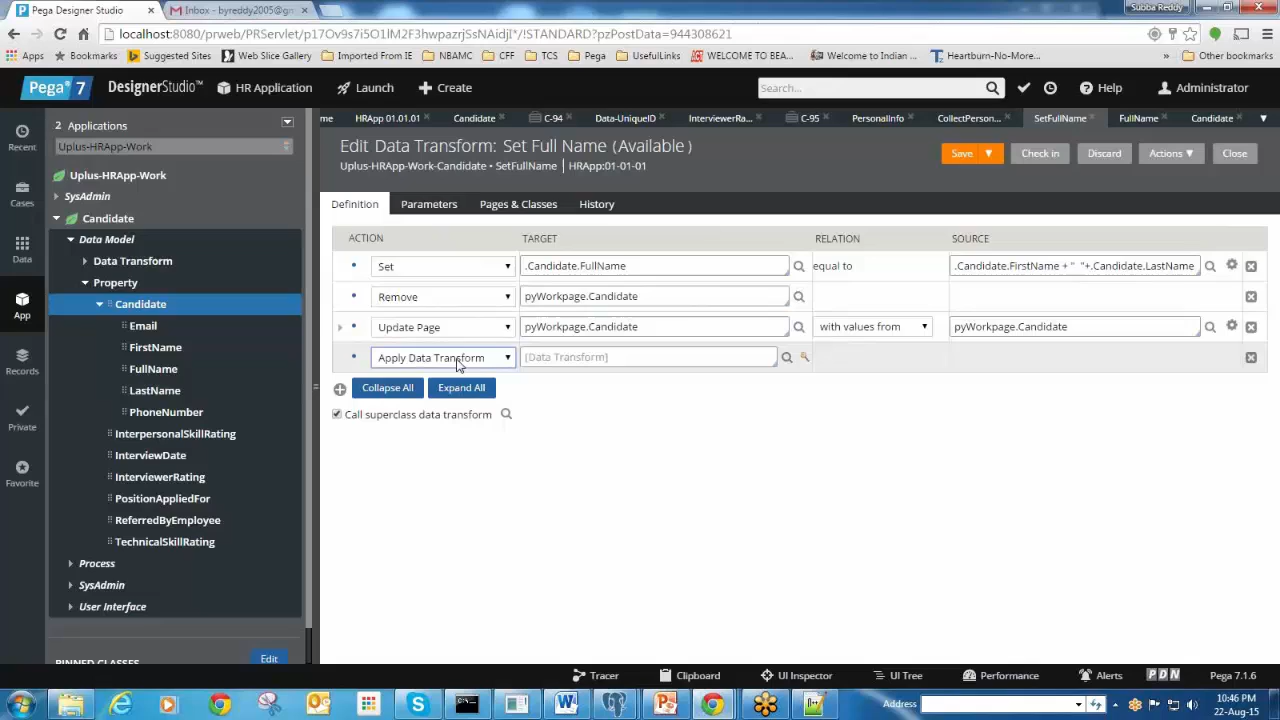 Pega Designer Studio
Inbox - byreddy2005@gm
Subba Reddy
localhost:8080/prweb/PRServlet/p17Ov9s7i5O1lM2F3hwpazrjSsNAidjI*/!STANDARD?pzPostData=944308621
Apps
Bookmarks
Suggested Sites
Web Slice Gallery
Imported From IE
NBAMC
CFF
TCS
Pega
UsefulLinks
WELCOME TO BEA...
Welcome to Indian ...
Heartburn-No-More...
»
Other bookmarks
Pega 7
DesignerStudio™
HR Application
Launch
Create
Search...
Help
Administrator
Recent
Cases
Data
App
Records
Private
Favorite
2 Applications
Uplus-HRApp-Work
Uplus-HRApp-Work
SysAdmin
Candidate
Data Model
Data Transform
Property
Candidate
Email
FirstName
FullName
LastName
PhoneNumber
InterpersonalSkillRating
InterviewDate
InterviewerRating
PositionAppliedFor
ReferredByEmployee
TechnicalSkillRating
Process
SysAdmin
User Interface
PINNED CLASSES
Edit
me
HRApp 01.01.01
Candidate
C-94
Data-UniqueID
InterviewerRa...
C-95
PersonalInfo
CollectPerson...
SetFullName
FullName
Candidate
Edit Data Transform: Set Full Name (Available)
Uplus-HRApp-Work-Candidate • SetFullName | HRApp:01-01-01
Save
Check in
Discard
Actions
Close
Definition
Parameters
Pages & Classes
History
ACTION TARGET RELATION SOURCE
Set .Candidate.FullName equal to .Candidate.FirstName + " "+.Candidate.LastName
Remove pyWorkpage.Candidate
Update Page pyWorkpage.Candidate with values from pyWorkpage.Candidate
Apply Data Transform [Data Transform]
Collapse All
Expand All
Call superclass data transform
Tracer
Clipboard
UI Inspector
UI Tree
Performance
Alerts
PDN
Pega 7.1.6
Address
10:46 PM
22-Aug-15